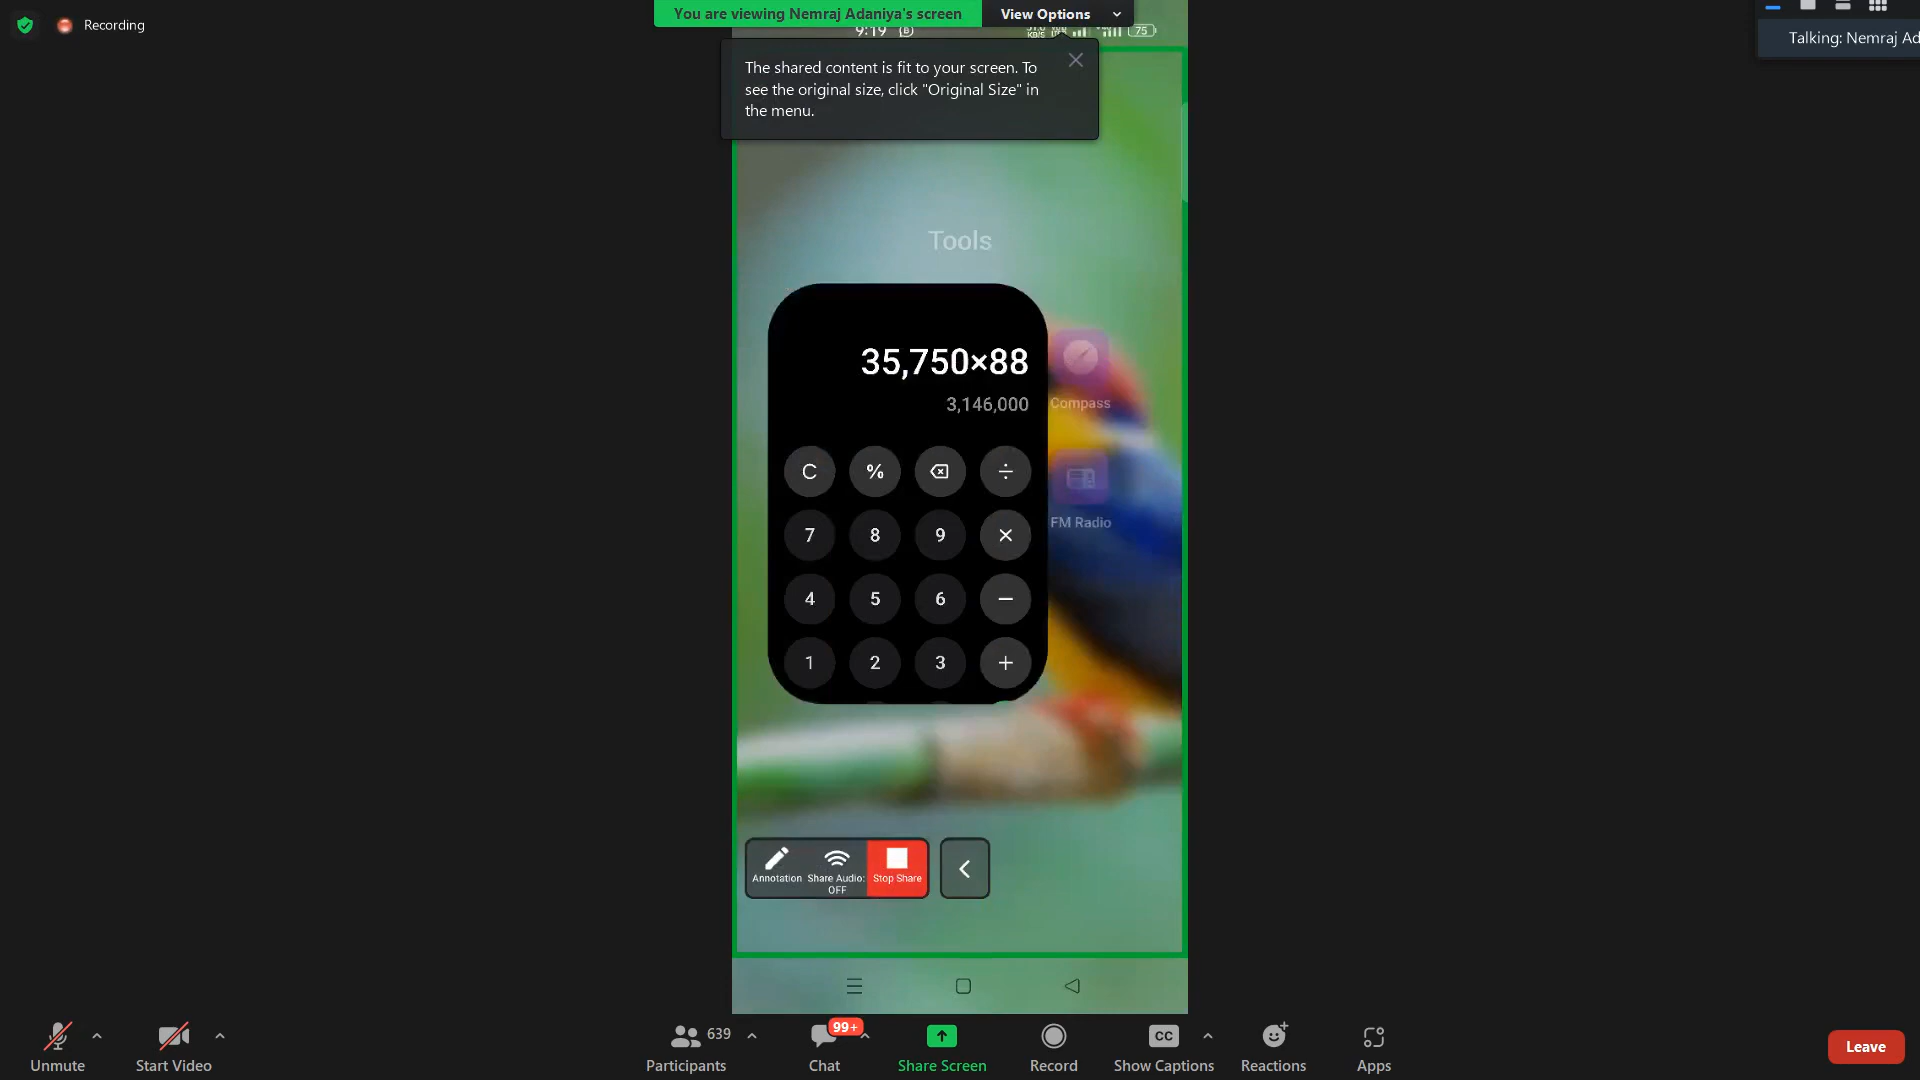 Recording
You are viewing Nemraj Adaniya's screen
View Options
Talking: Nemraj Ad
9:19
75
The shared content is fit to your screen. To
see the original size, click "Original Size" in
the menu.
Tools
35,750×88
3,146,000
Compass
FM Radio
C % ÷
7 8 9 ×
4 5 6 −
1 2 3 +
Annotation
Share Audio:
OFF
Stop Share
Unmute
Start Video
639
Participants
99+
Chat
Share Screen
Record
CC
Show Captions
Reactions
Apps
Leave